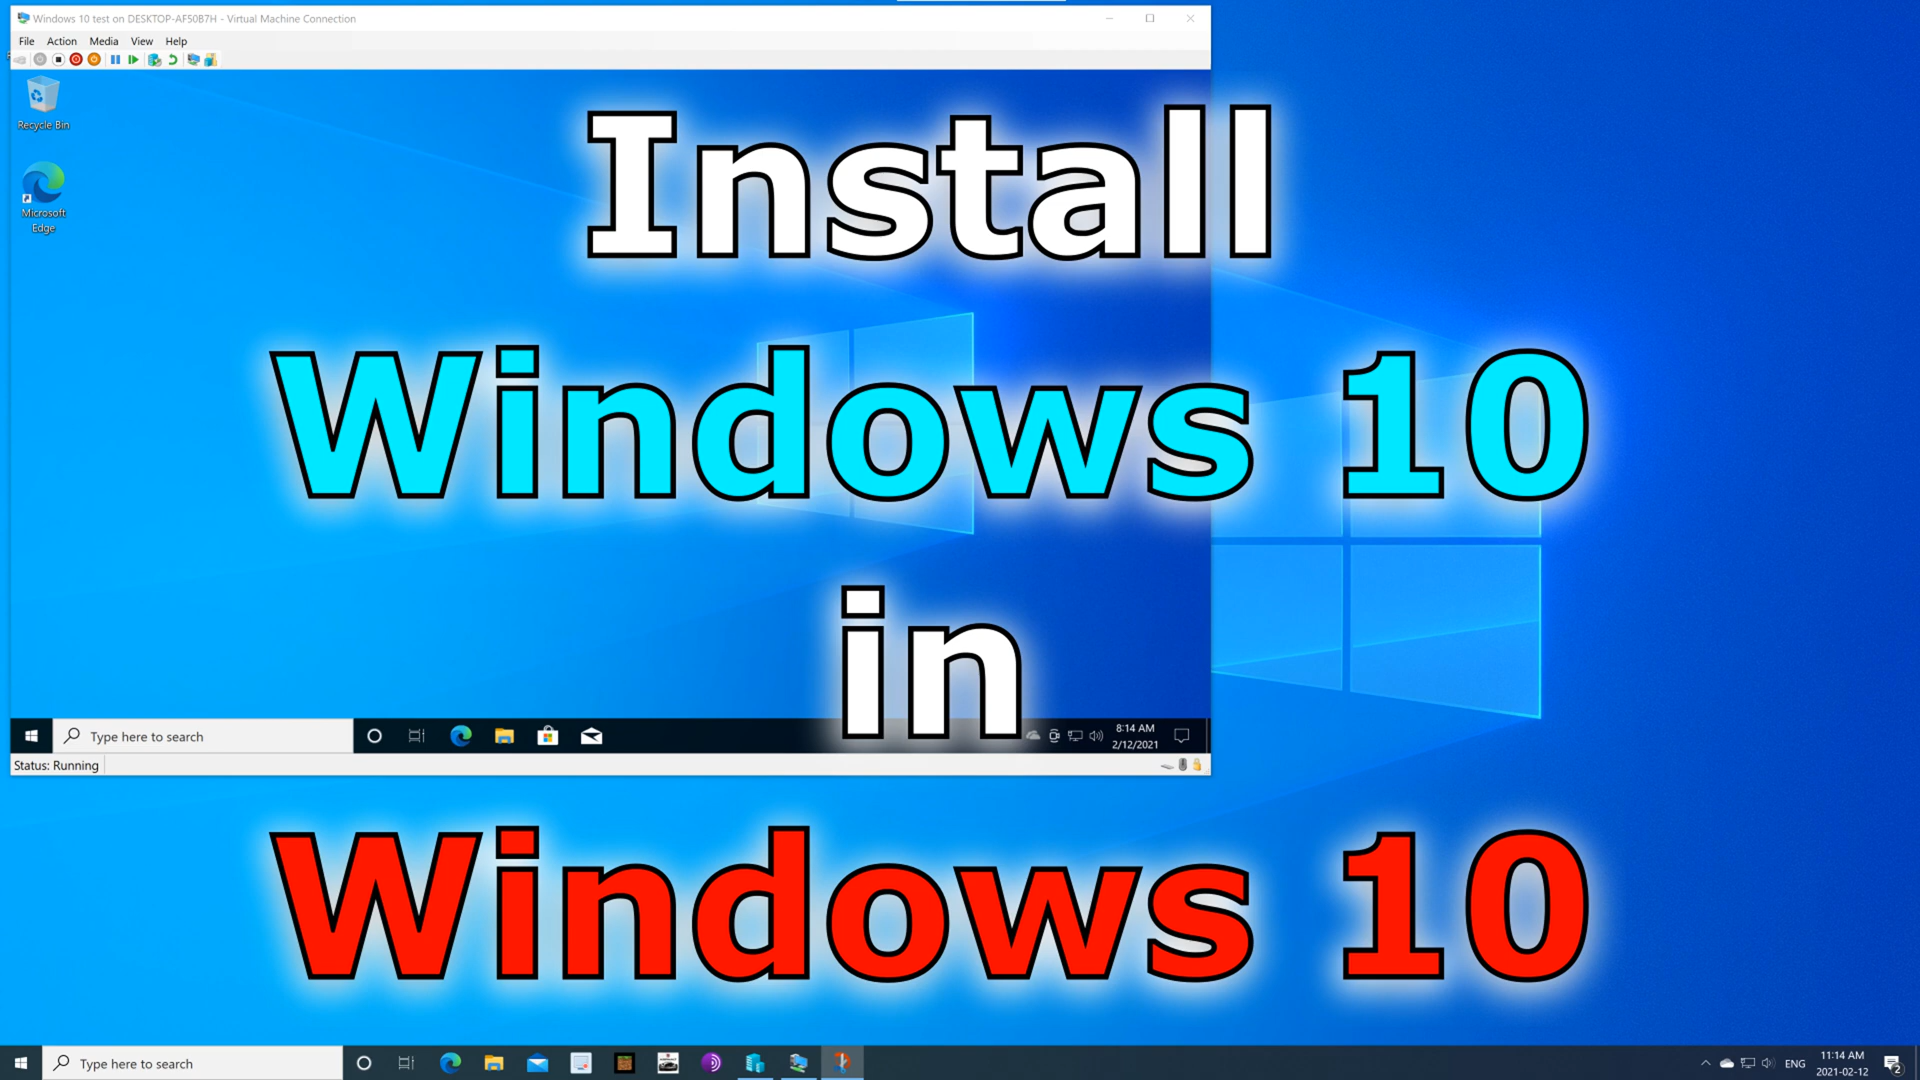 Windows 10 test on DESKTOP-AF50B7H - Virtual Machine Connection
File Action Media View Help
Recycle Bin
Microsoft
Edge
Install
Windows 10
in
Windows 10
Type here to search
8:14 AM
2/12/2021
Status: Running
Type here to search
ENG
11:14 AM
2021-02-12
2